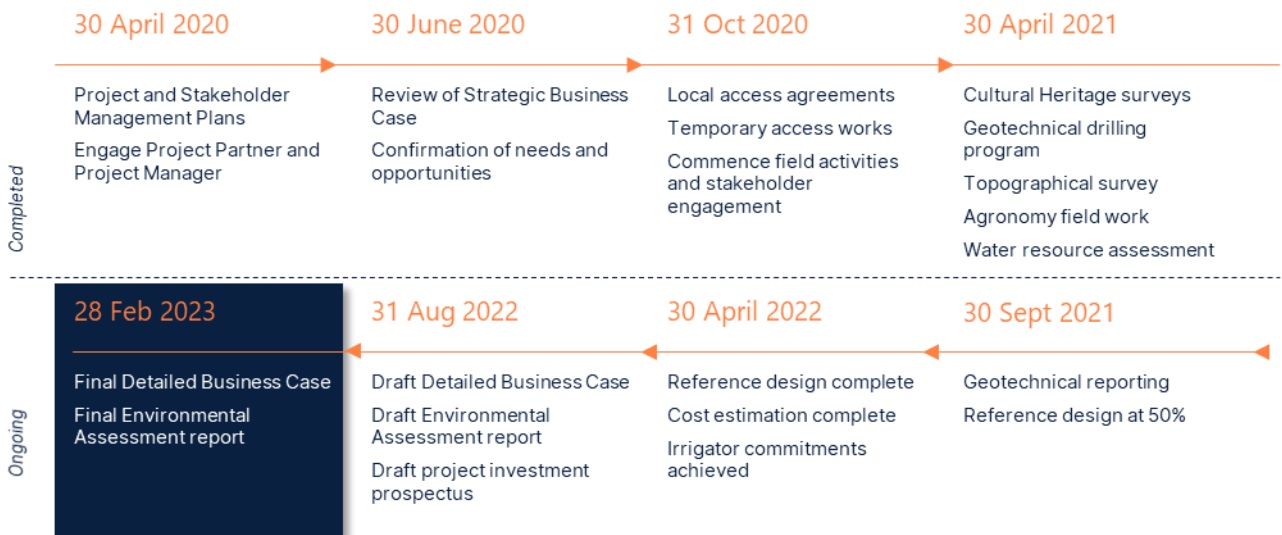 30 April 2020
Project and Stakeholder
Management Plans
Engage Project Partner and
Project Manager
30 June 2020
Review of Strategic Business
Case
Confirmation of needs and
opportunities
31 Oct 2020
Local access agreements
Temporary access works
Commence field activities
and stakeholder
engagement
30 April 2021
Cultural Heritage surveys
Geotechnical drilling
program
Topographical survey
Agronomy field work
Water resource assessment
Completed
28 Feb 2023
Final Detailed Business Case
Final Environmental
Assessment report
31 Aug 2022
Draft Detailed Business Case
Draft Environmental
Assessment report
Draft project investment
prospectus
30 April 2022
Reference design complete
Cost estimation complete
Irrigator commitments
achieved
30 Sept 2021
Geotechnical reporting
Reference design at 50%
Ongoing